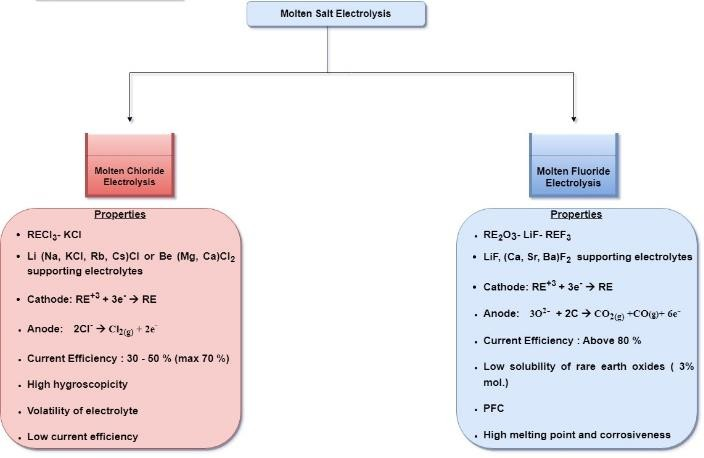 Molten Salt Electrolysis
Molten Chloride
Electrolysis
Properties
• RECl₃- KCl
• Li (Na, KCl, Rb, Cs)Cl or Be (Mg, Ca)Cl₂
supporting electrolytes
• Cathode: RE⁺³ + 3e⁻ → RE
• Anode: 2Cl⁻ → Cl₂₍g₎ + 2e⁻
• Current Efficiency : 30 - 50 % (max 70 %)
• High hygroscopicity
• Volatility of electrolyte
• Low current efficiency
Molten Fluoride
Electrolysis
Properties
• RE₂O₃- LiF- REF₃
• LiF, (Ca, Sr, Ba)F₂ supporting electrolytes
• Cathode: RE⁺³ + 3e⁻ → RE
• Anode: 3O²⁻ + 2C → CO₂₍g₎ +CO(g)+ 6e⁻
• Current Efficiency : Above 80 %
• Low solubility of rare earth oxides ( 3%
mol.)
• PFC
• High melting point and corrosiveness